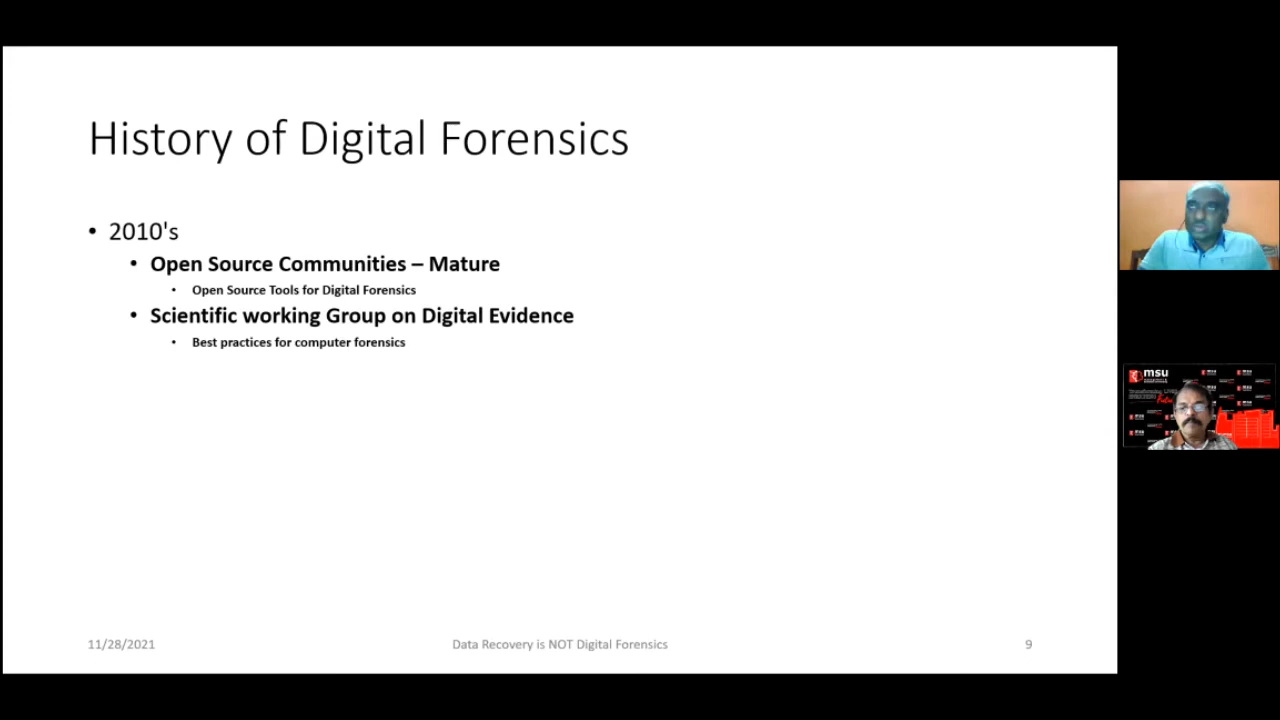 History of Digital Forensics
• 2010's
• Open Source Communities – Mature
• Open Source Tools for Digital Forensics
• Scientific working Group on Digital Evidence
• Best practices for computer forensics
11/28/2021
Data Recovery is NOT Digital Forensics
9
msu